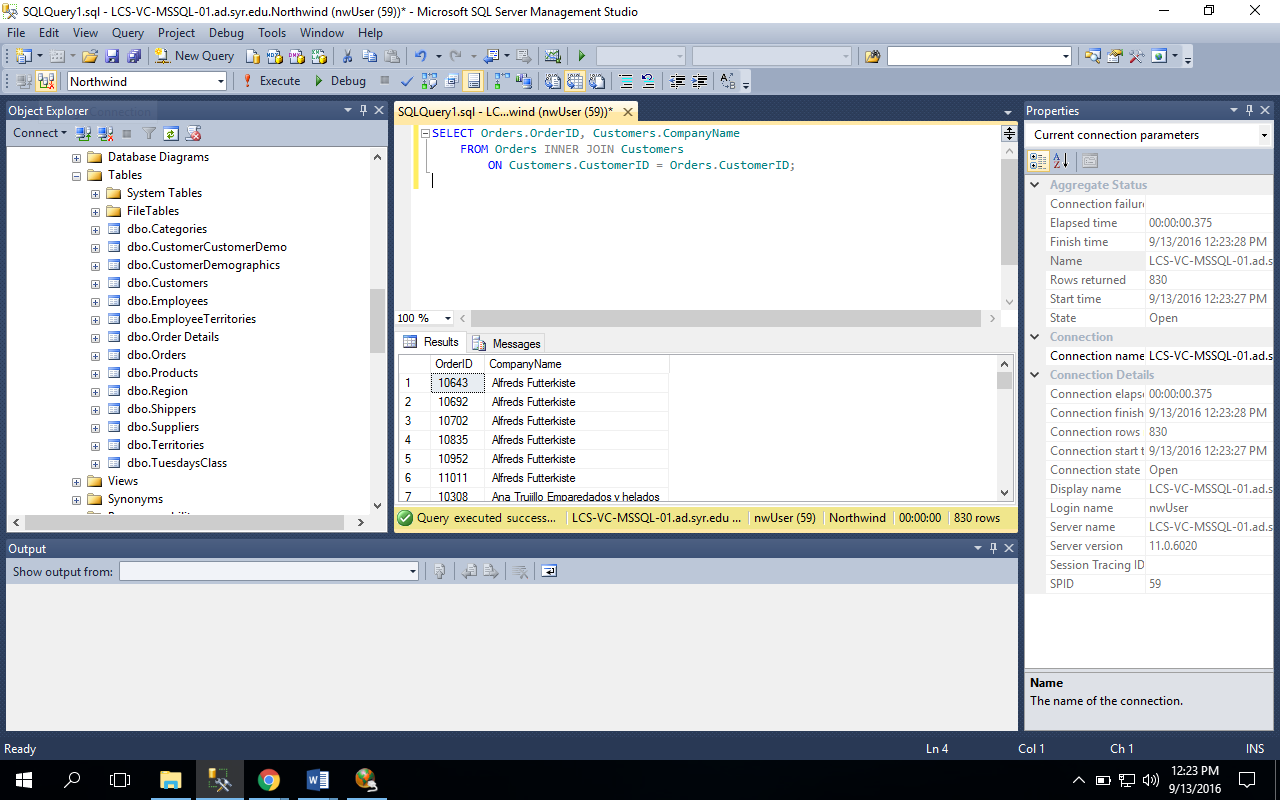 SQLQuery1.sql - LCS-VC-MSSQL-01.ad.syr.edu.Northwind (nwUser (59))* - Microsoft SQL Server Management Studio
File Edit View Query Project Debug Tools Window Help
New Query
Northwind Execute Debug
Object Explorer
Connect
Database Diagrams
Tables
System Tables
FileTables
dbo.Categories
dbo.CustomerCustomerDemo
dbo.CustomerDemographics
dbo.Customers
dbo.Employees
dbo.EmployeeTerritories
dbo.Order Details
dbo.Orders
dbo.Products
dbo.Region
dbo.Shippers
dbo.Suppliers
dbo.Territories
dbo.TuesdaysClass
Views
Synonyms
SQLQuery1.sql - LC...wind (nwUser (59))*
SELECT Orders.OrderID, Customers.CompanyName
FROM Orders INNER JOIN Customers
ON Customers.CustomerID = Orders.CustomerID;
100 %
Results Messages
OrderID CompanyName
1 10643 Alfreds Futterkiste
2 10692 Alfreds Futterkiste
3 10702 Alfreds Futterkiste
4 10835 Alfreds Futterkiste
5 10952 Alfreds Futterkiste
6 11011 Alfreds Futterkiste
7 10308 Ana Trujillo Emparedados y helados
Query executed success... LCS-VC-MSSQL-01.ad.syr.edu ... nwUser (59) Northwind 00:00:00 830 rows
Properties
Current connection parameters
Aggregate Status
Connection failure
Elapsed time 00:00:00.375
Finish time 9/13/2016 12:23:28 PM
Name LCS-VC-MSSQL-01.ad.s
Rows returned 830
Start time 9/13/2016 12:23:27 PM
State Open
Connection
Connection name LCS-VC-MSSQL-01.ad.s
Connection Details
Connection elaps 00:00:00.375
Connection finish 9/13/2016 12:23:28 PM
Connection rows 830
Connection start t 9/13/2016 12:23:27 PM
Connection state Open
Display name LCS-VC-MSSQL-01.ad.s
Login name nwUser
Server name LCS-VC-MSSQL-01.ad.s
Server version 11.0.6020
Session Tracing ID
SPID 59
Name
The name of the connection.
Output
Show output from:
Ready Ln 4 Col 1 Ch 1 INS
12:23 PM
9/13/2016